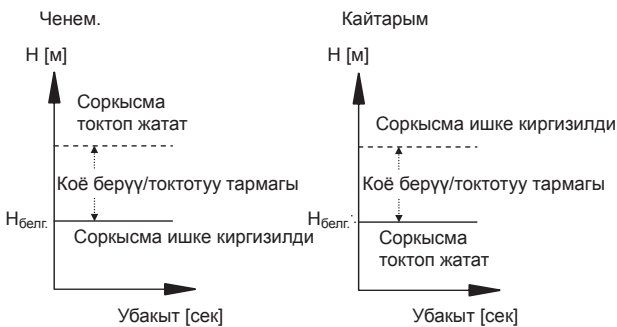 Ченем.
H [м]
Соркысма
токтоп жатат
Коё берүү/токтотуу тармагы
Hбелг.
Соркысма ишке киргизилди
Убакыт [сек]
Кайтарым
H [м]
Соркысма ишке киргизилди
Коё берүү/токтотуу тармагы
Hбелг.
Соркысма
токтоп жатат
Убакыт [сек]